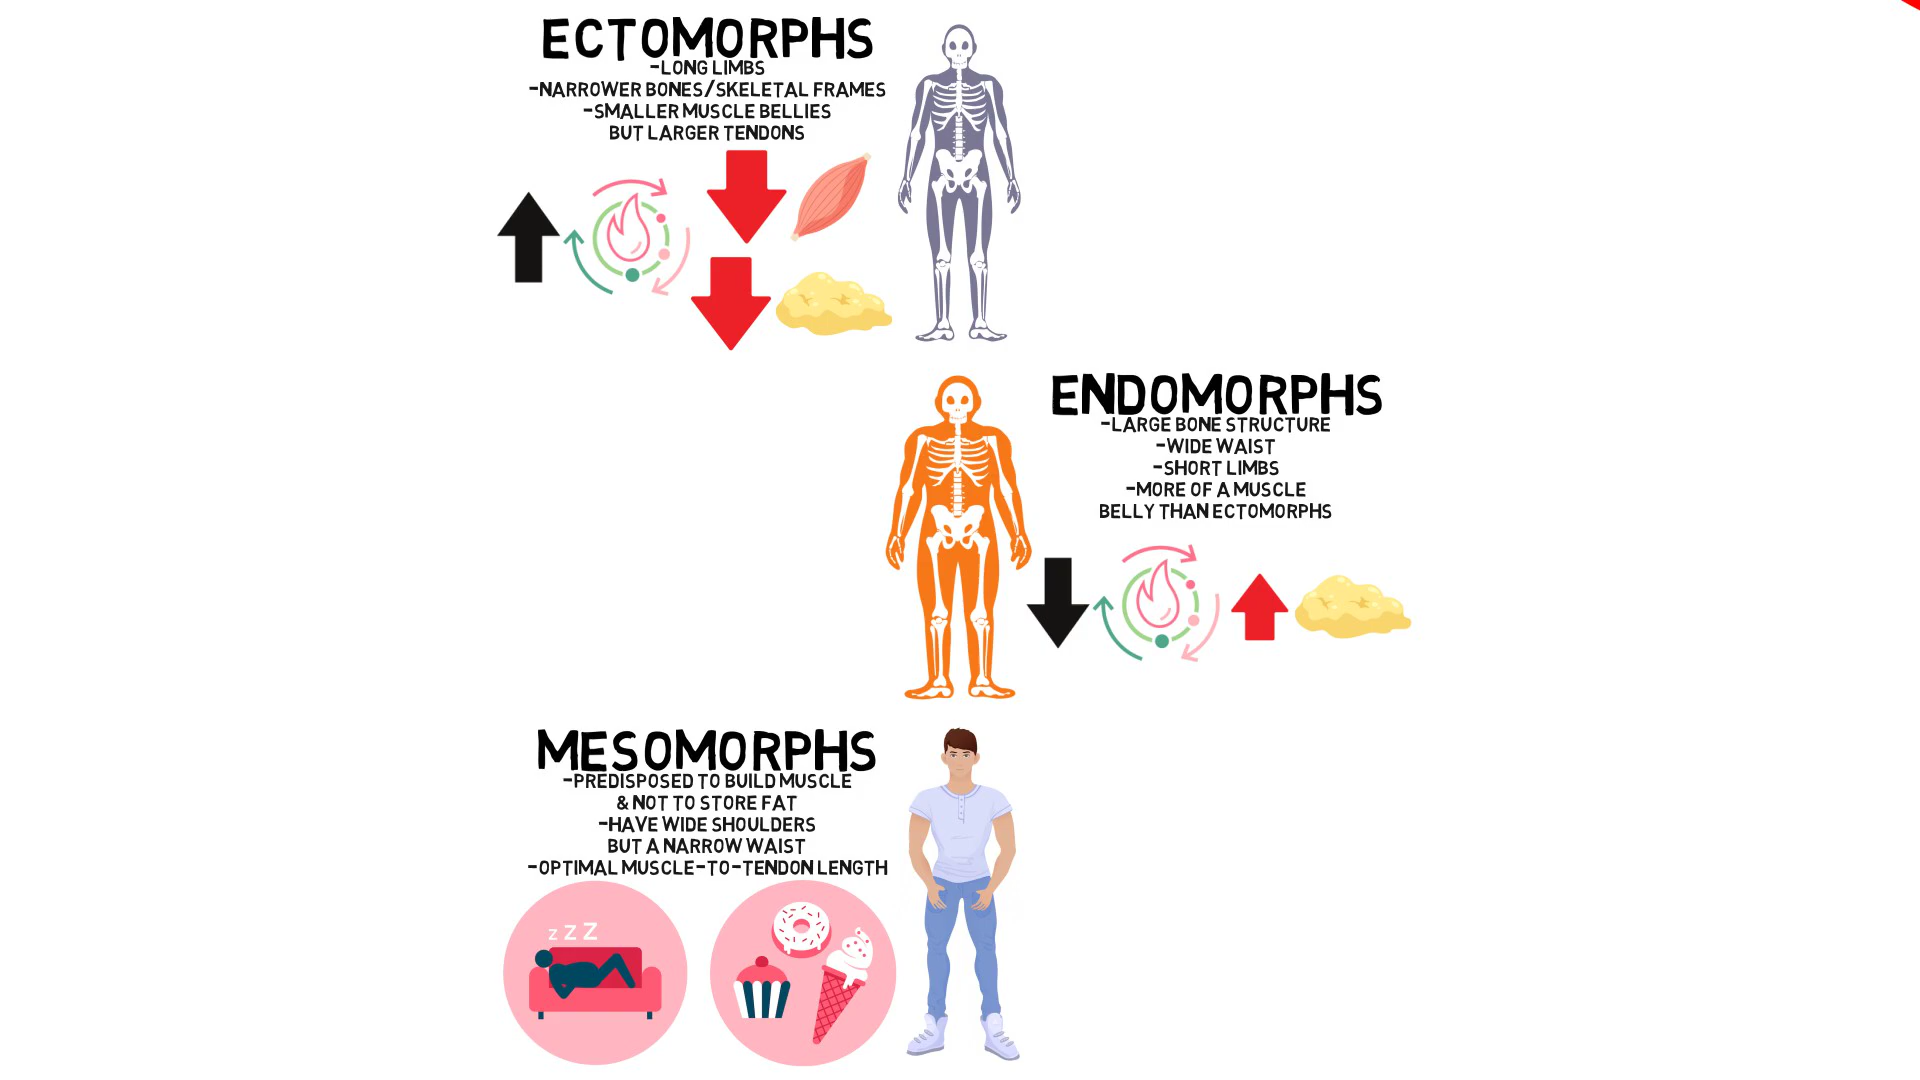 ECTOMORPHS
-LONG LIMBS
-NARROWER BONES/SKELETAL FRAMES
-SMALLER MUSCLE BELLIES
BUT LARGER TENDONS
ENDOMORPHS
-LARGE BONE STRUCTURE
-WIDE WAIST
-SHORT LIMBS
-MORE OF A MUSCLE
BELLY THAN ECTOMORPHS
MESOMORPHS
-PREDISPOSED TO BUILD MUSCLE
& NOT TO STORE FAT
-HAVE WIDE SHOULDERS
BUT A NARROW WAIST
-OPTIMAL MUSCLE-TO-TENDON LENGTH
z z Z